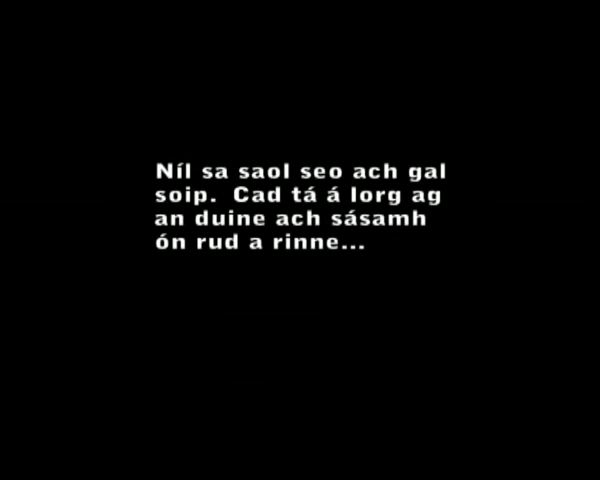 Níl sa saol seo ach gal
soip. Cad tá á lorg ag
an duine ach sásamh
ón rud a rinne...